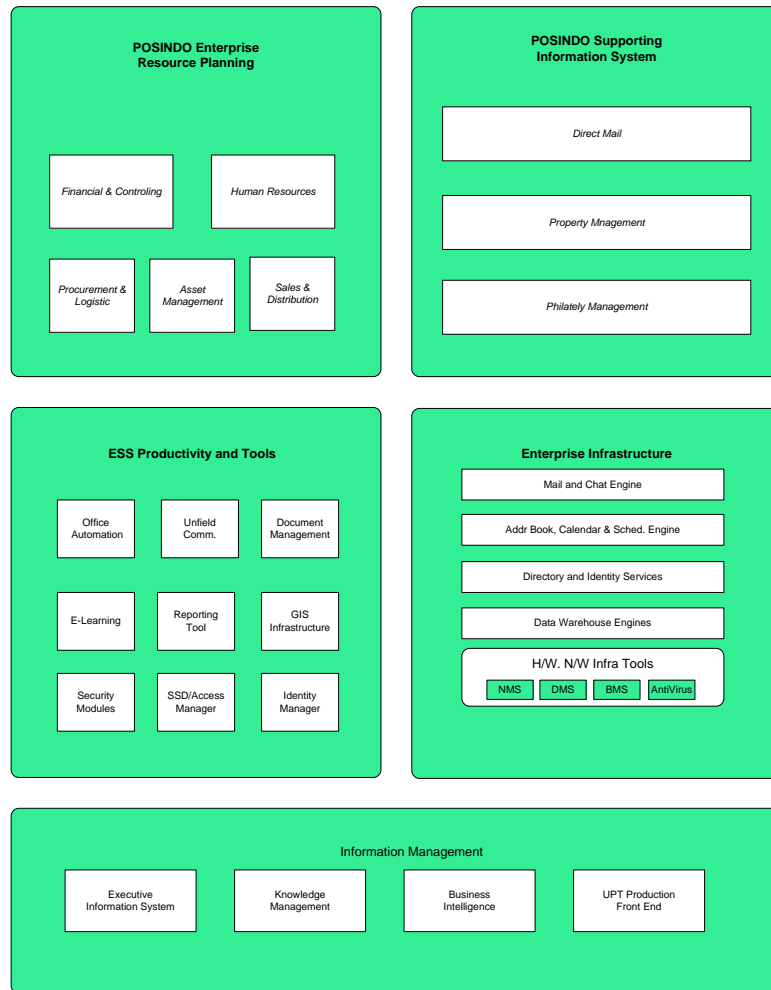 POSINDO Enterprise
Resource Planning
Financial & Controling
Human Resources
Procurement &
Logistic
Asset
Management
Sales &
Distribution
POSINDO Supporting
Information System
Direct Mail
Property Mnagement
Philately Management
ESS Productivity and Tools
Office
Automation
Unfield
Comm.
Document
Management
E-Learning
Reporting
Tool
GIS
Infrastructure
Security
Modules
SSD/Access
Manager
Identity
Manager
Enterprise Infrastructure
Mail and Chat Engine
Addr Book, Calendar & Sched. Engine
Directory and Identity Services
Data Warehouse Engines
H/W. N/W Infra Tools
NMS
DMS
BMS
AntiVirus
Information Management
Executive
Information System
Knowledge
Management
Business
Intelligence
UPT Production
Front End